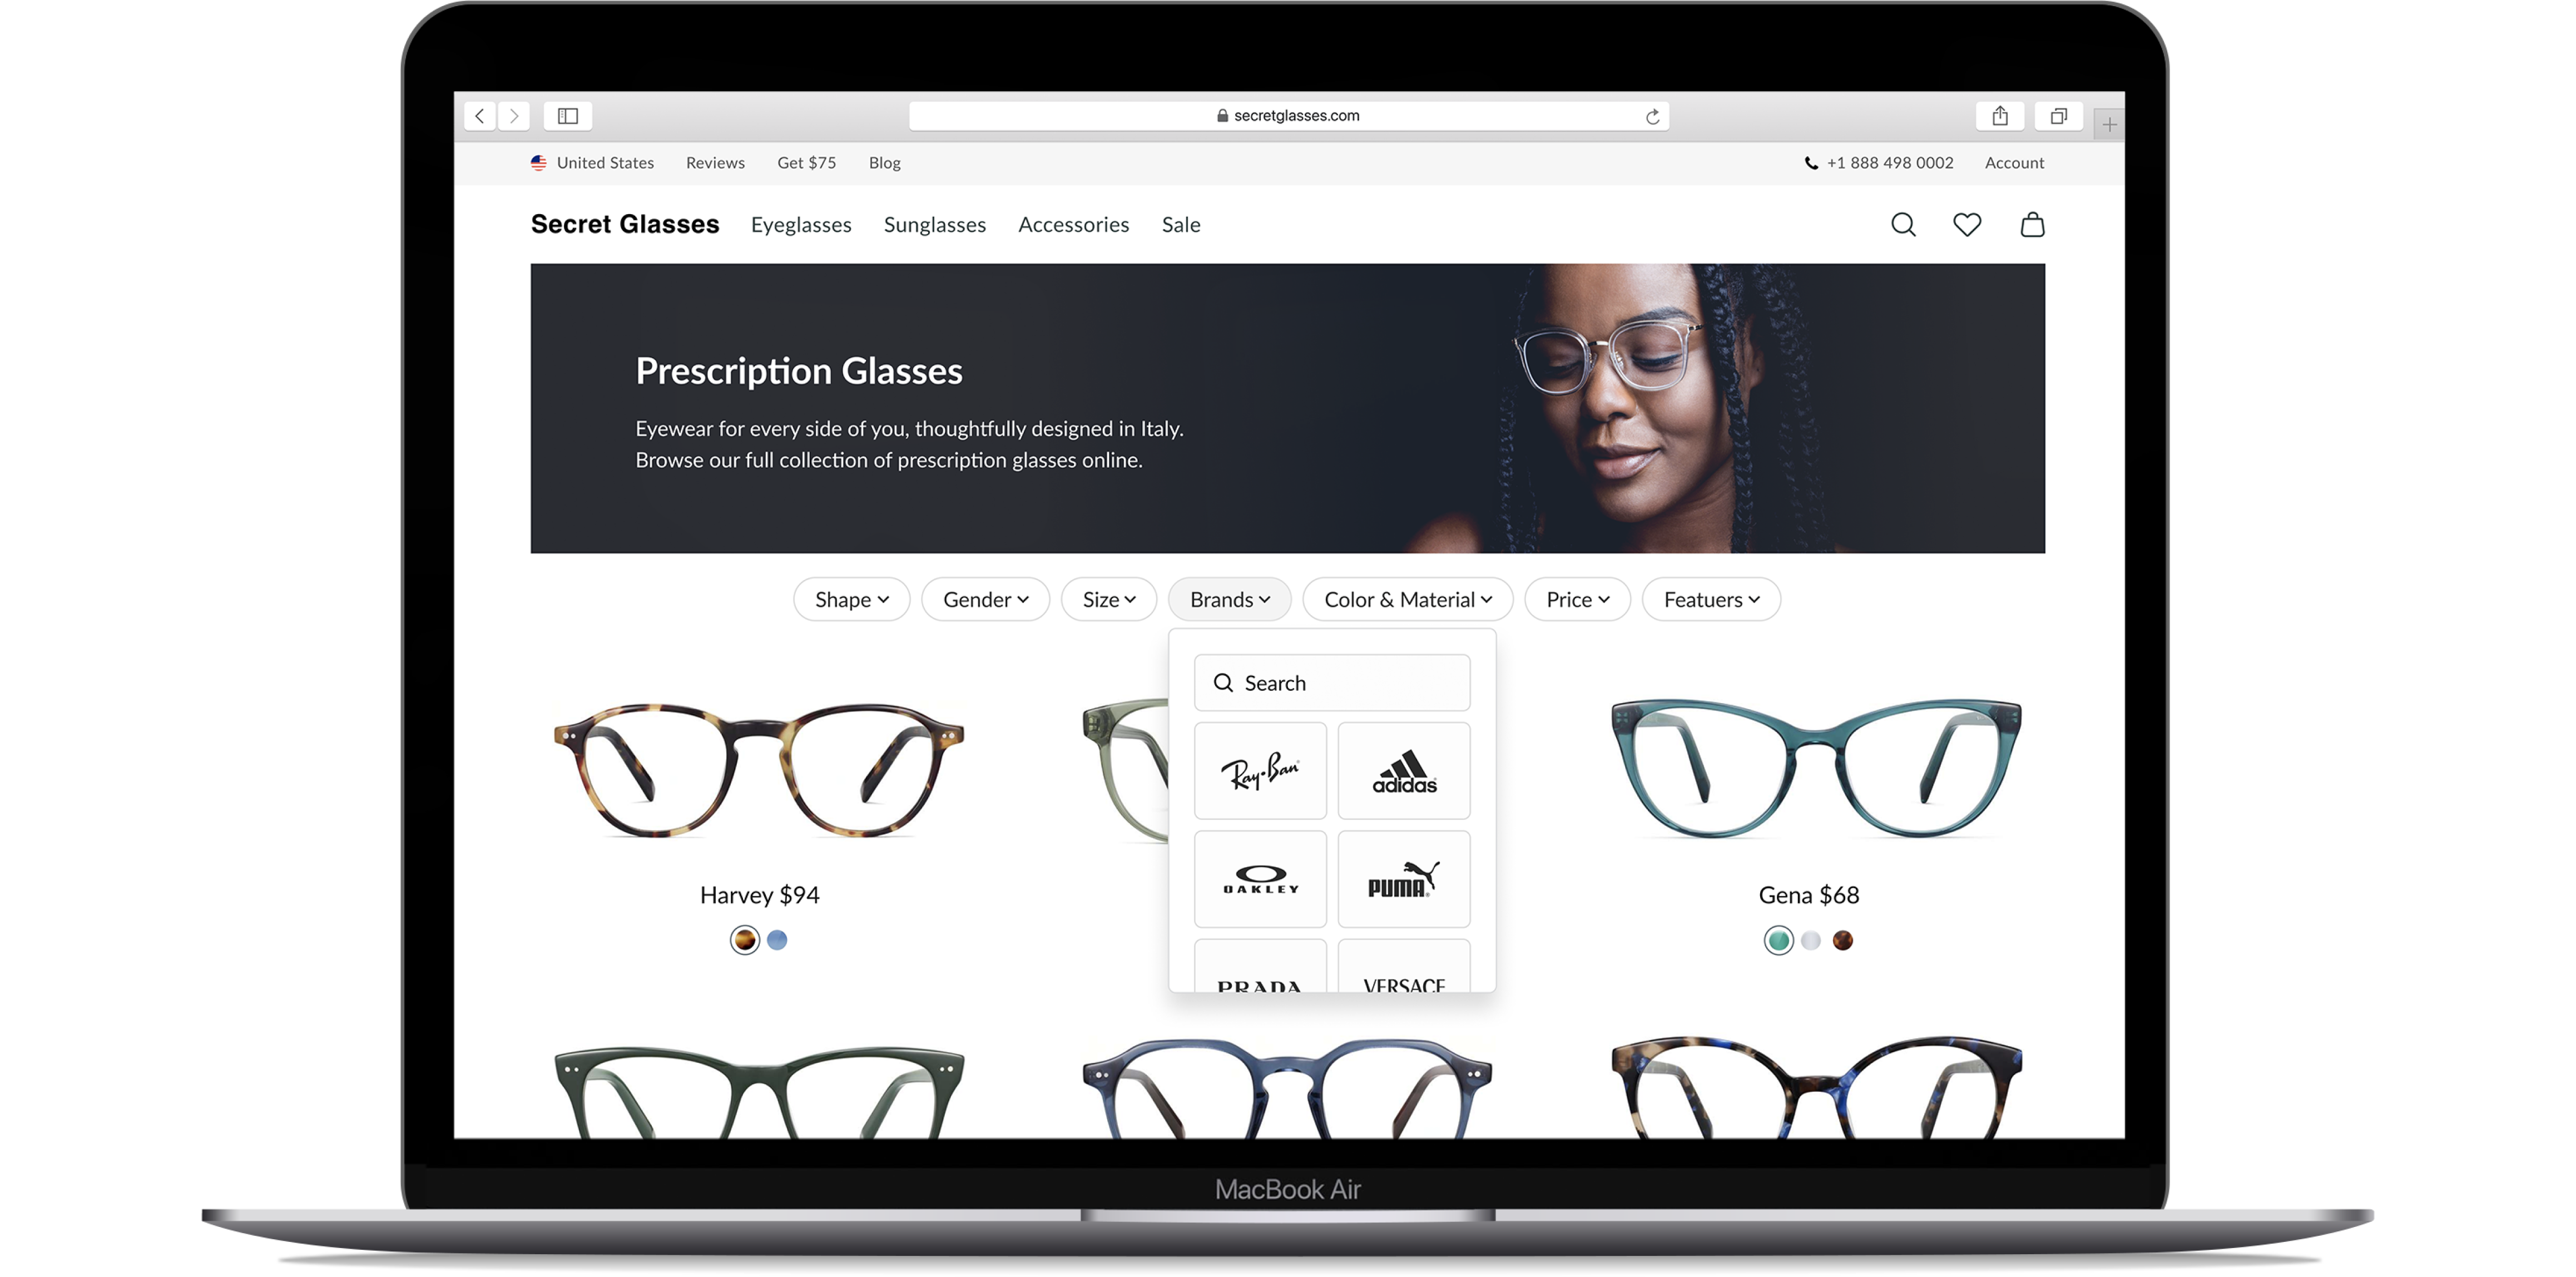 secretglasses.com
United States Reviews Get $75 Blog +1 888 498 0002 Account
Secret Glasses Eyeglasses Sunglasses Accessories Sale
Prescription Glasses
Eyewear for every side of you, thoughtfully designed in Italy.
Browse our full collection of prescription glasses online.
Shape Gender Size Brands Color & Material Price Featuers
Search
Ray-Ban adidas
OAKLEY PUMA
PRADA VERSACE
Harvey $94 Gena $68
MacBook Air